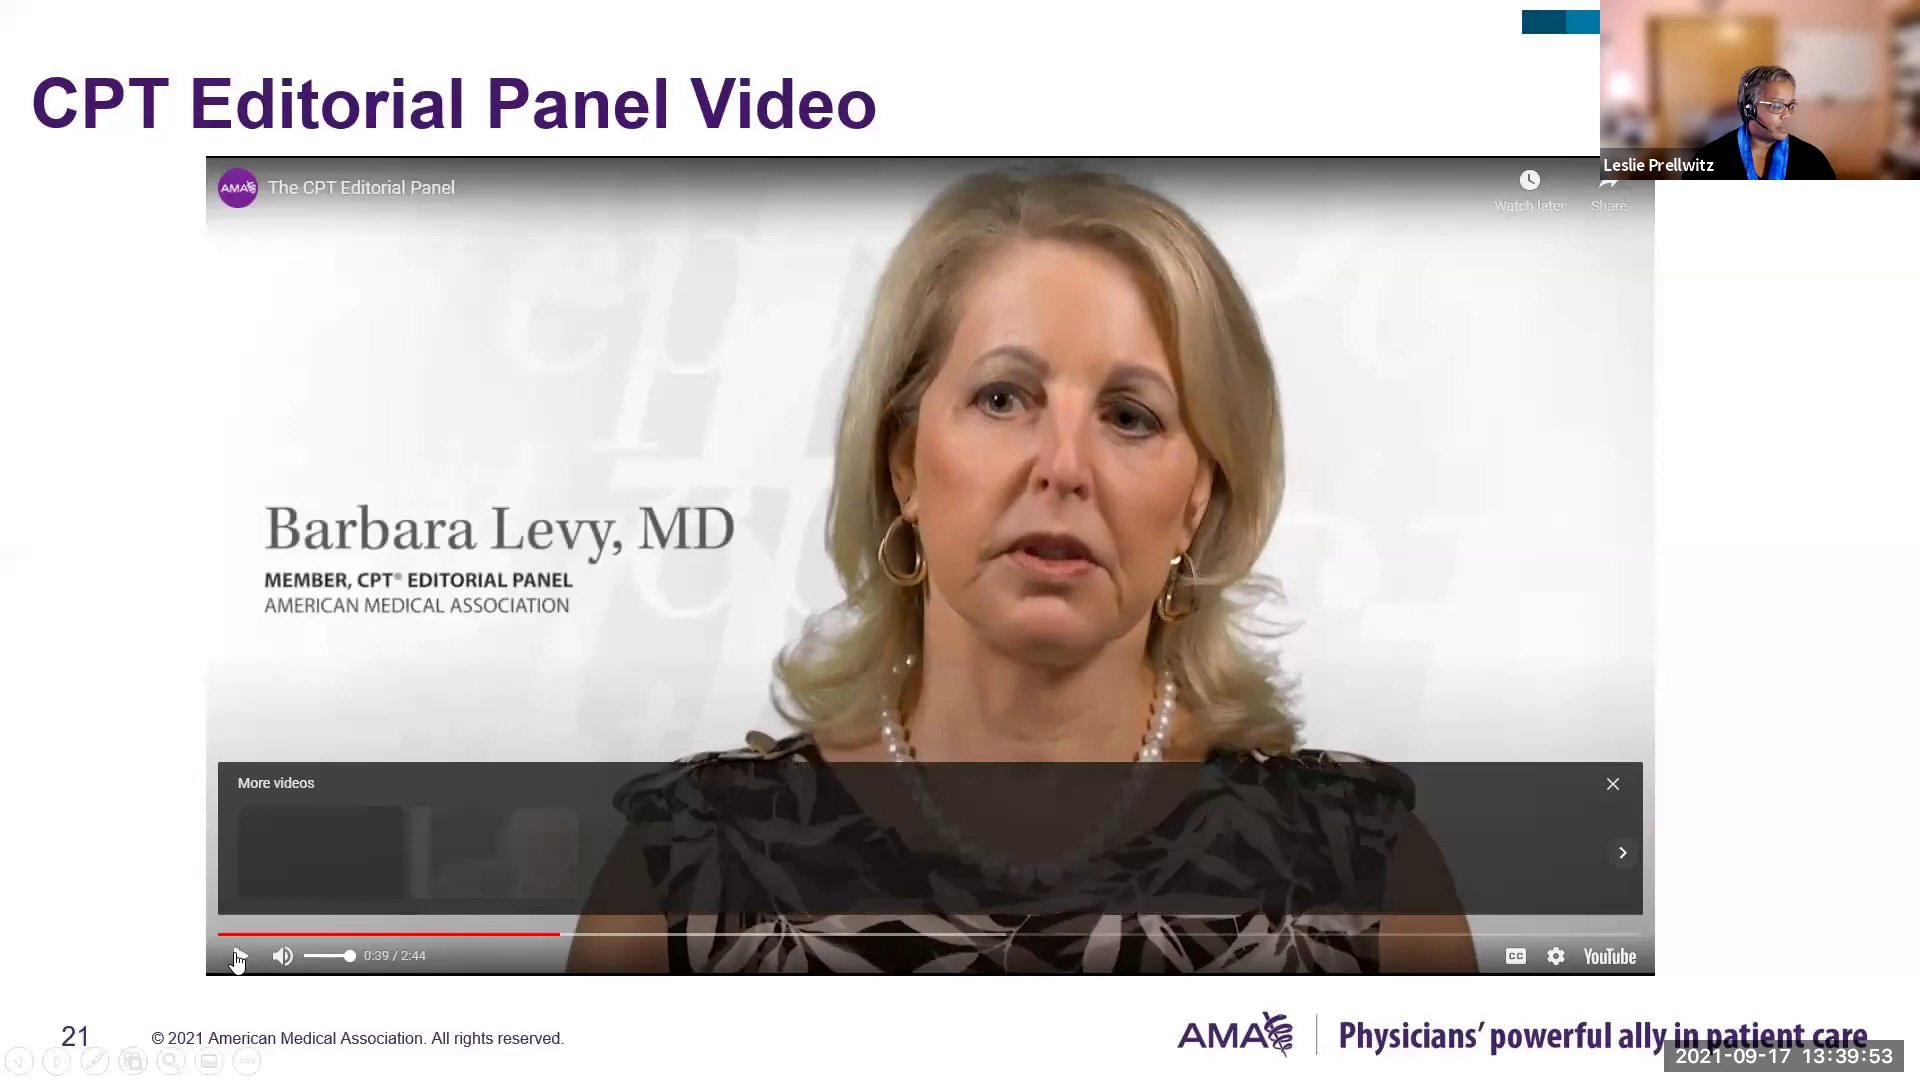 CPT Editorial Panel Video
Leslie Prellwitz
AMA
The CPT Editorial Panel
Watch later
Share
Barbara Levy, MD
MEMBER, CPT® EDITORIAL PANEL
AMERICAN MEDICAL ASSOCIATION
More videos
0:39 / 2:44
CC
YouTube
21
© 2021 American Medical Association. All rights reserved.
AMA
Physicians’ powerful ally in patient care
2021-09-17 13:39:53